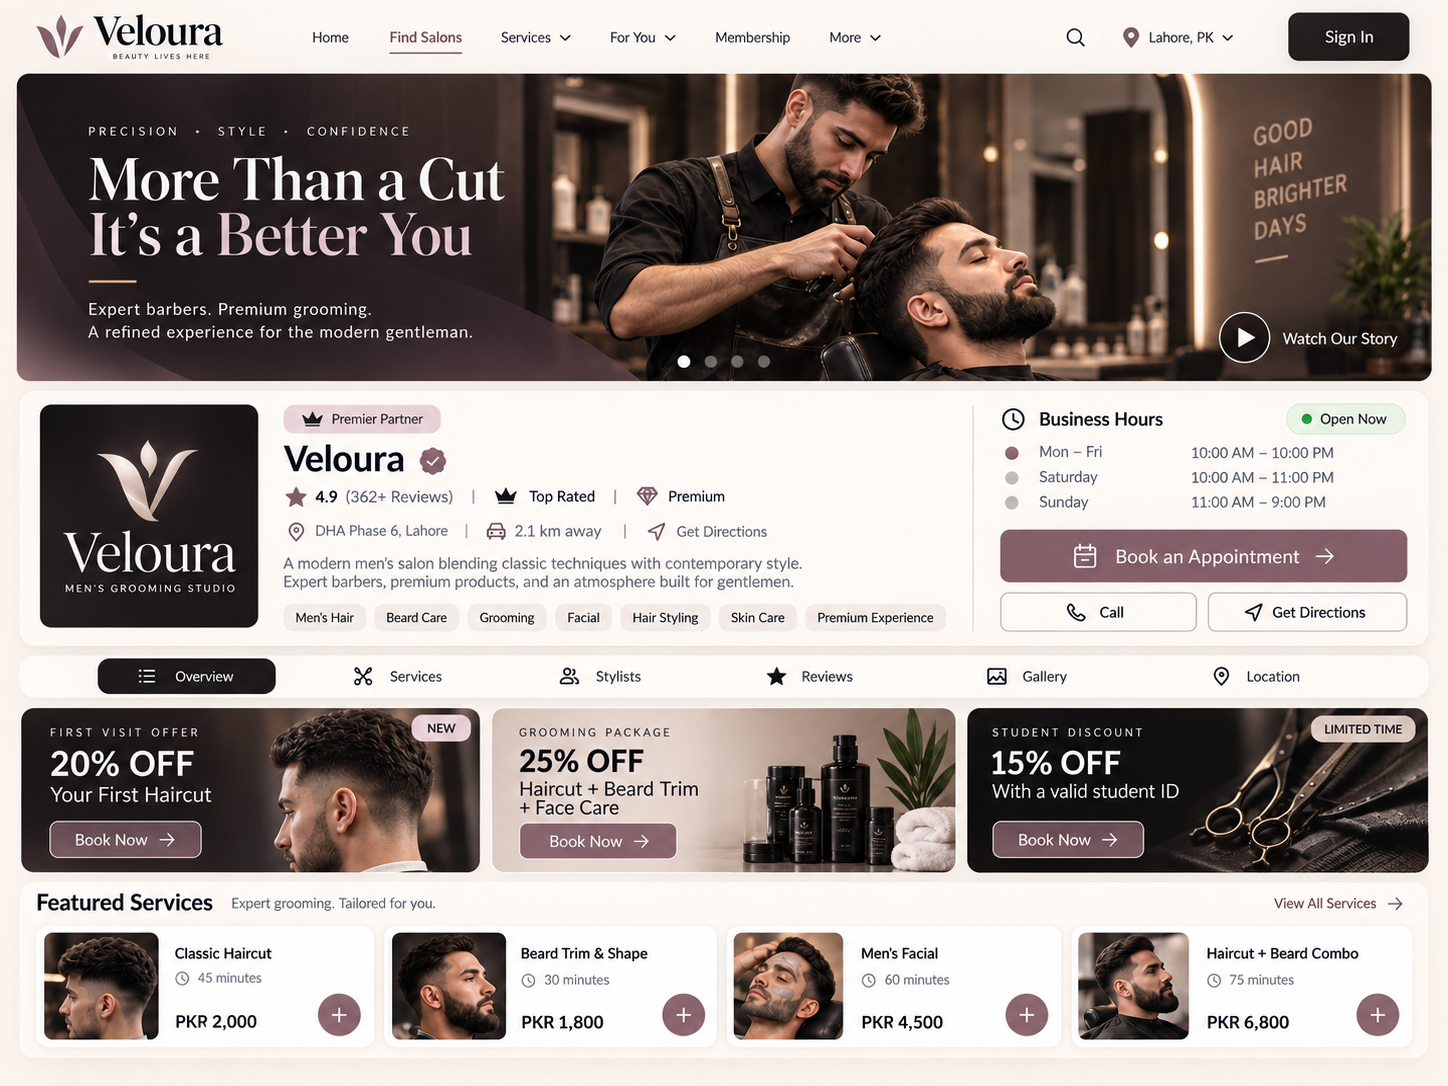 Veloura
BEAUTY LIVES HERE
Home
Find Salons
Services
For You
Membership
More
Lahore, PK
Sign In
PRECISION • STYLE • CONFIDENCE
More Than a Cut
It's a Better You
Expert barbers. Premium grooming.
A refined experience for the modern gentleman.
GOOD
HAIR
BRIGHTER
DAYS
Watch Our Story
Veloura
MEN'S GROOMING STUDIO
Premier Partner
Veloura
4.9 (362+ Reviews) | Top Rated | Premium
DHA Phase 6, Lahore | 2.1 km away | Get Directions
A modern men's salon blending classic techniques with contemporary style.
Expert barbers, premium products, and an atmosphere built for gentlemen.
Men's Hair
Beard Care
Grooming
Facial
Hair Styling
Skin Care
Premium Experience
Business Hours
Open Now
Mon – Fri 10:00 AM – 10:00 PM
Saturday 10:00 AM – 11:00 PM
Sunday 11:00 AM – 9:00 PM
Book an Appointment
Call
Get Directions
Overview
Services
Stylists
Reviews
Gallery
Location
FIRST VISIT OFFER
NEW
20% OFF
Your First Haircut
Book Now
GROOMING PACKAGE
25% OFF
Haircut + Beard Trim
+ Face Care
Book Now
STUDENT DISCOUNT
LIMITED TIME
15% OFF
With a valid student ID
Book Now
Featured Services
Expert grooming. Tailored for you.
View All Services
Classic Haircut
45 minutes
PKR 2,000
Beard Trim & Shape
30 minutes
PKR 1,800
Men's Facial
60 minutes
PKR 4,500
Haircut + Beard Combo
75 minutes
PKR 6,800